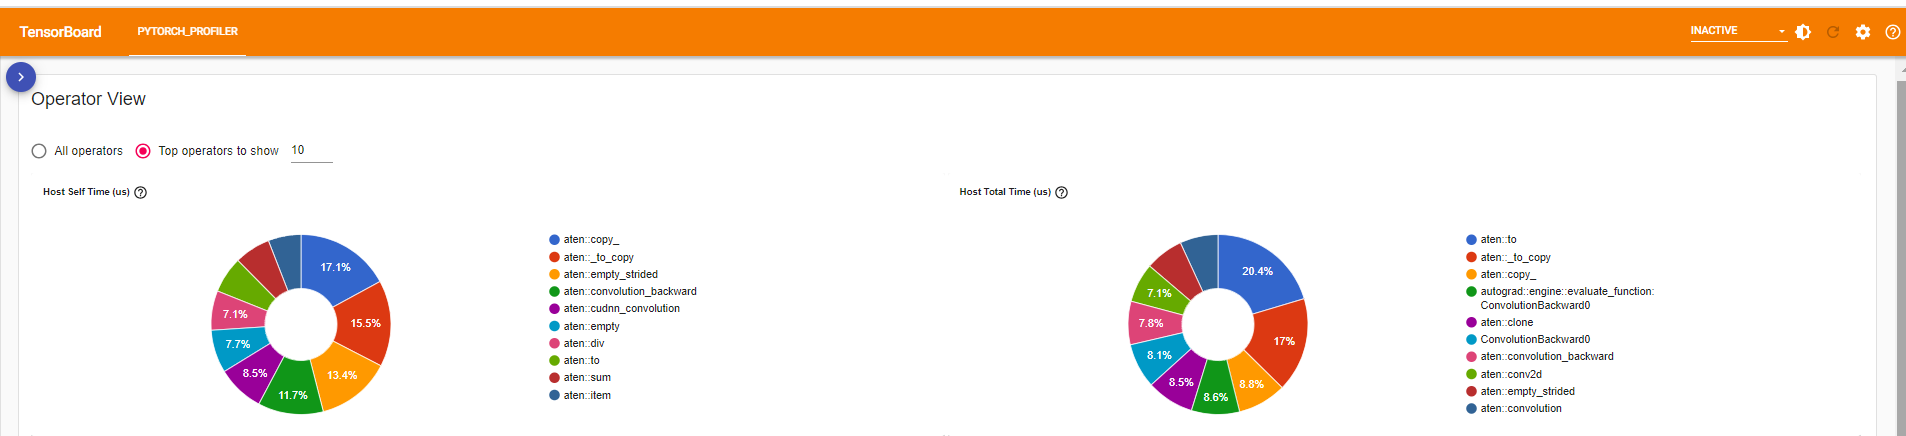 TensorBoard
PYTORCH_PROFILER
INACTIVE
Operator View
All operators
Top operators to show
10
Host Self Time (us)
17.1%
15.5%
13.4%
11.7%
8.5%
7.7%
7.1%
aten::copy_
aten::_to_copy
aten::empty_strided
aten::convolution_backward
aten::cudnn_convolution
aten::empty
aten::div
aten::to
aten::sum
aten::item
Host Total Time (us)
20.4%
17%
8.8%
8.6%
8.5%
8.1%
7.8%
7.1%
aten::to
aten::_to_copy
aten::copy_
autograd::engine::evaluate_function:
ConvolutionBackward0
aten::clone
ConvolutionBackward0
aten::convolution_backward
aten::conv2d
aten::empty_strided
aten::convolution